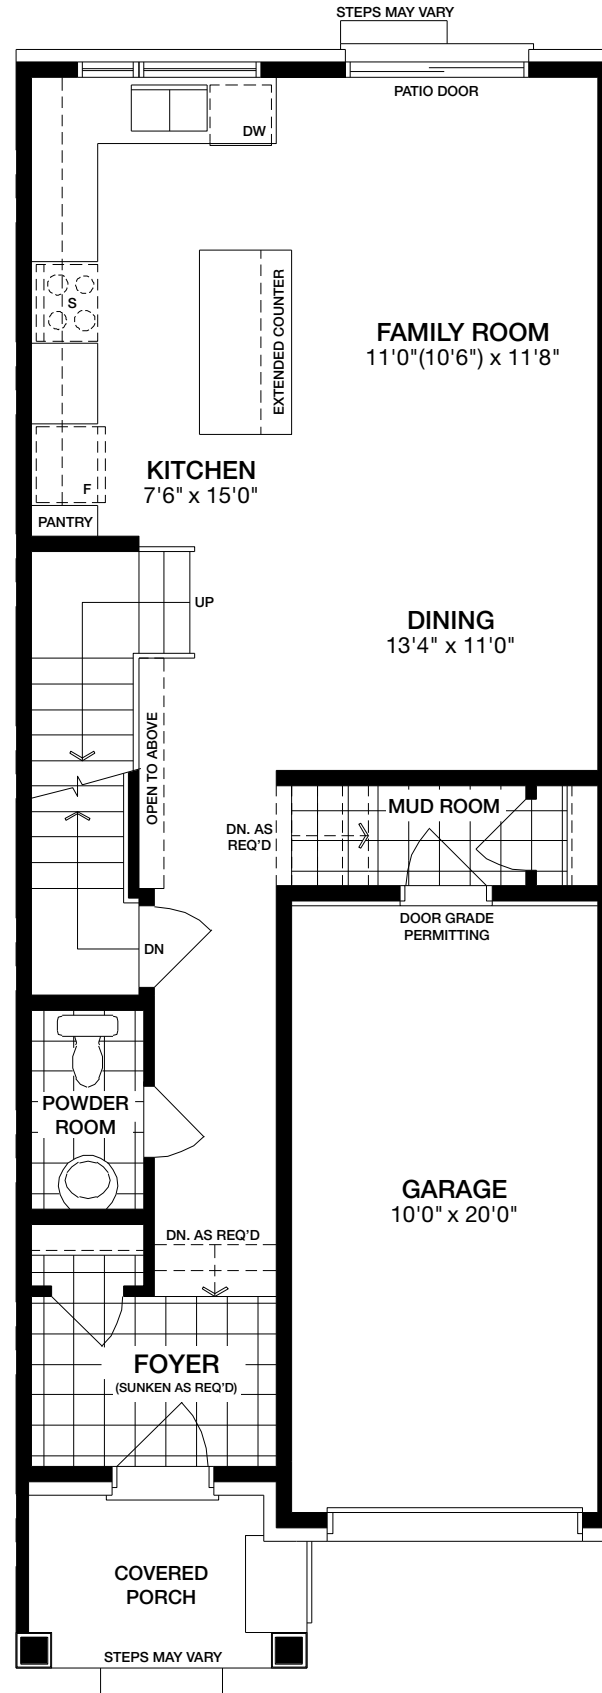 STEPS MAY VARY
PATIO DOOR
DW
S
EXTENDED COUNTER
FAMILY ROOM
11'0"(10'6") x 11'8"
KITCHEN
7'6" x 15'0"
F
PANTRY
UP
DINING
13'4" x 11'0"
OPEN TO ABOVE
MUD ROOM
DN. AS
REQ'D
DOOR GRADE
PERMITTING
DN
POWDER
ROOM
GARAGE
10'0" x 20'0"
DN. AS REQ'D
FOYER
(SUNKEN AS REQ'D)
COVERED
PORCH
STEPS MAY VARY